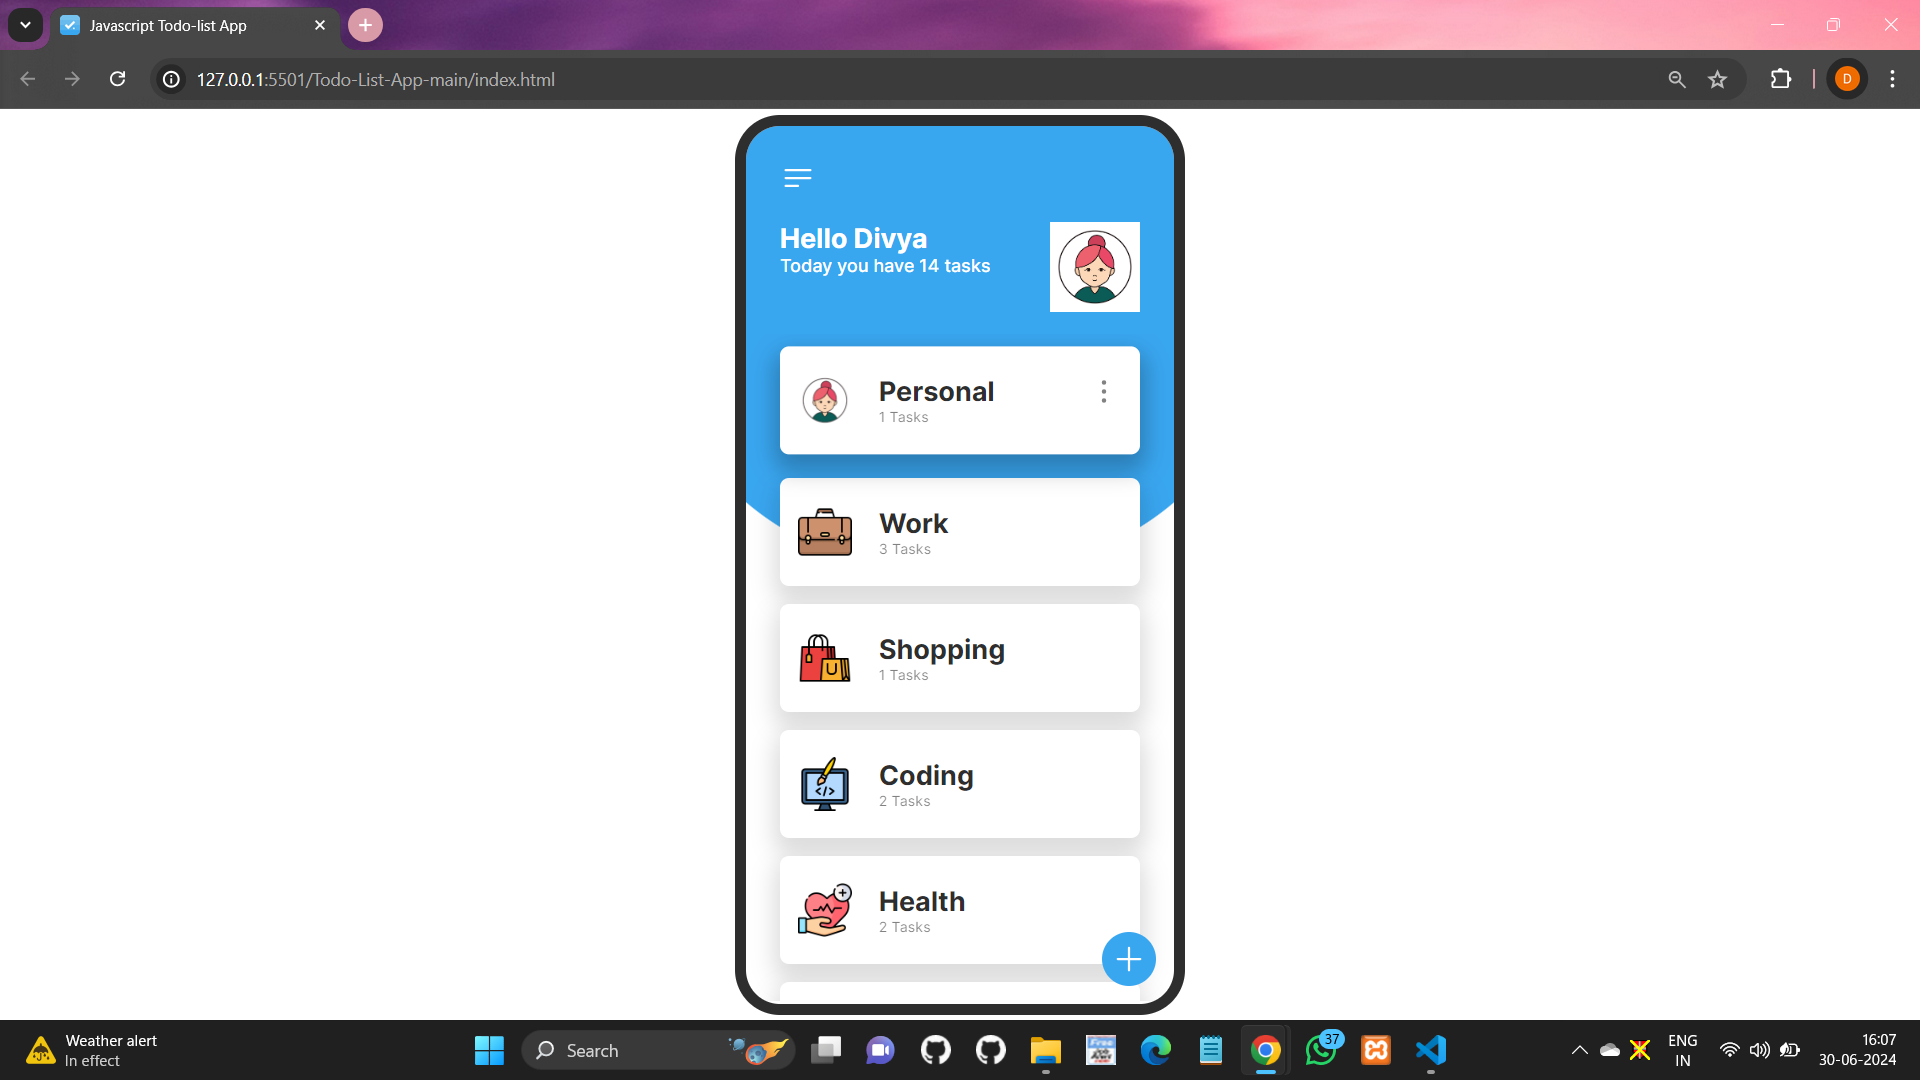 Javascript Todo-list App
127.0.0.1:5501/Todo-List-App-main/index.html
D
Hello Divya
Today you have 14 tasks
Personal
1 Tasks
Work
3 Tasks
Shopping
1 Tasks
Coding
2 Tasks
Health
2 Tasks
Weather alert
In effect
Search
37
ENG
IN
16:07
30-06-2024